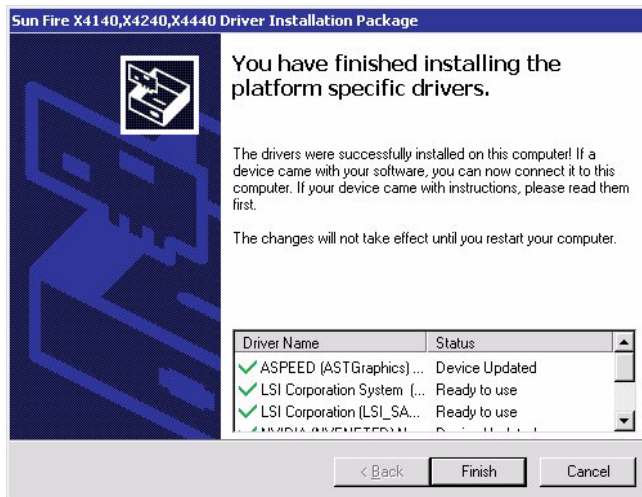 Sun Fire X4140,X4240,X4440 Driver Installation Package
You have finished installing the
platform specific drivers.
The drivers were successfully installed on this computer! If a
device came with your software, you can now connect it to this
computer. If your device came with instructions, please read them
first.
The changes will not take effect until you restart your computer.
Driver Name Status
ASPEED (ASTGraphics) ... Device Updated
LSI Corporation System (... Ready to use
LSI Corporation (LSI_SA... Ready to use
< Back Finish Cancel